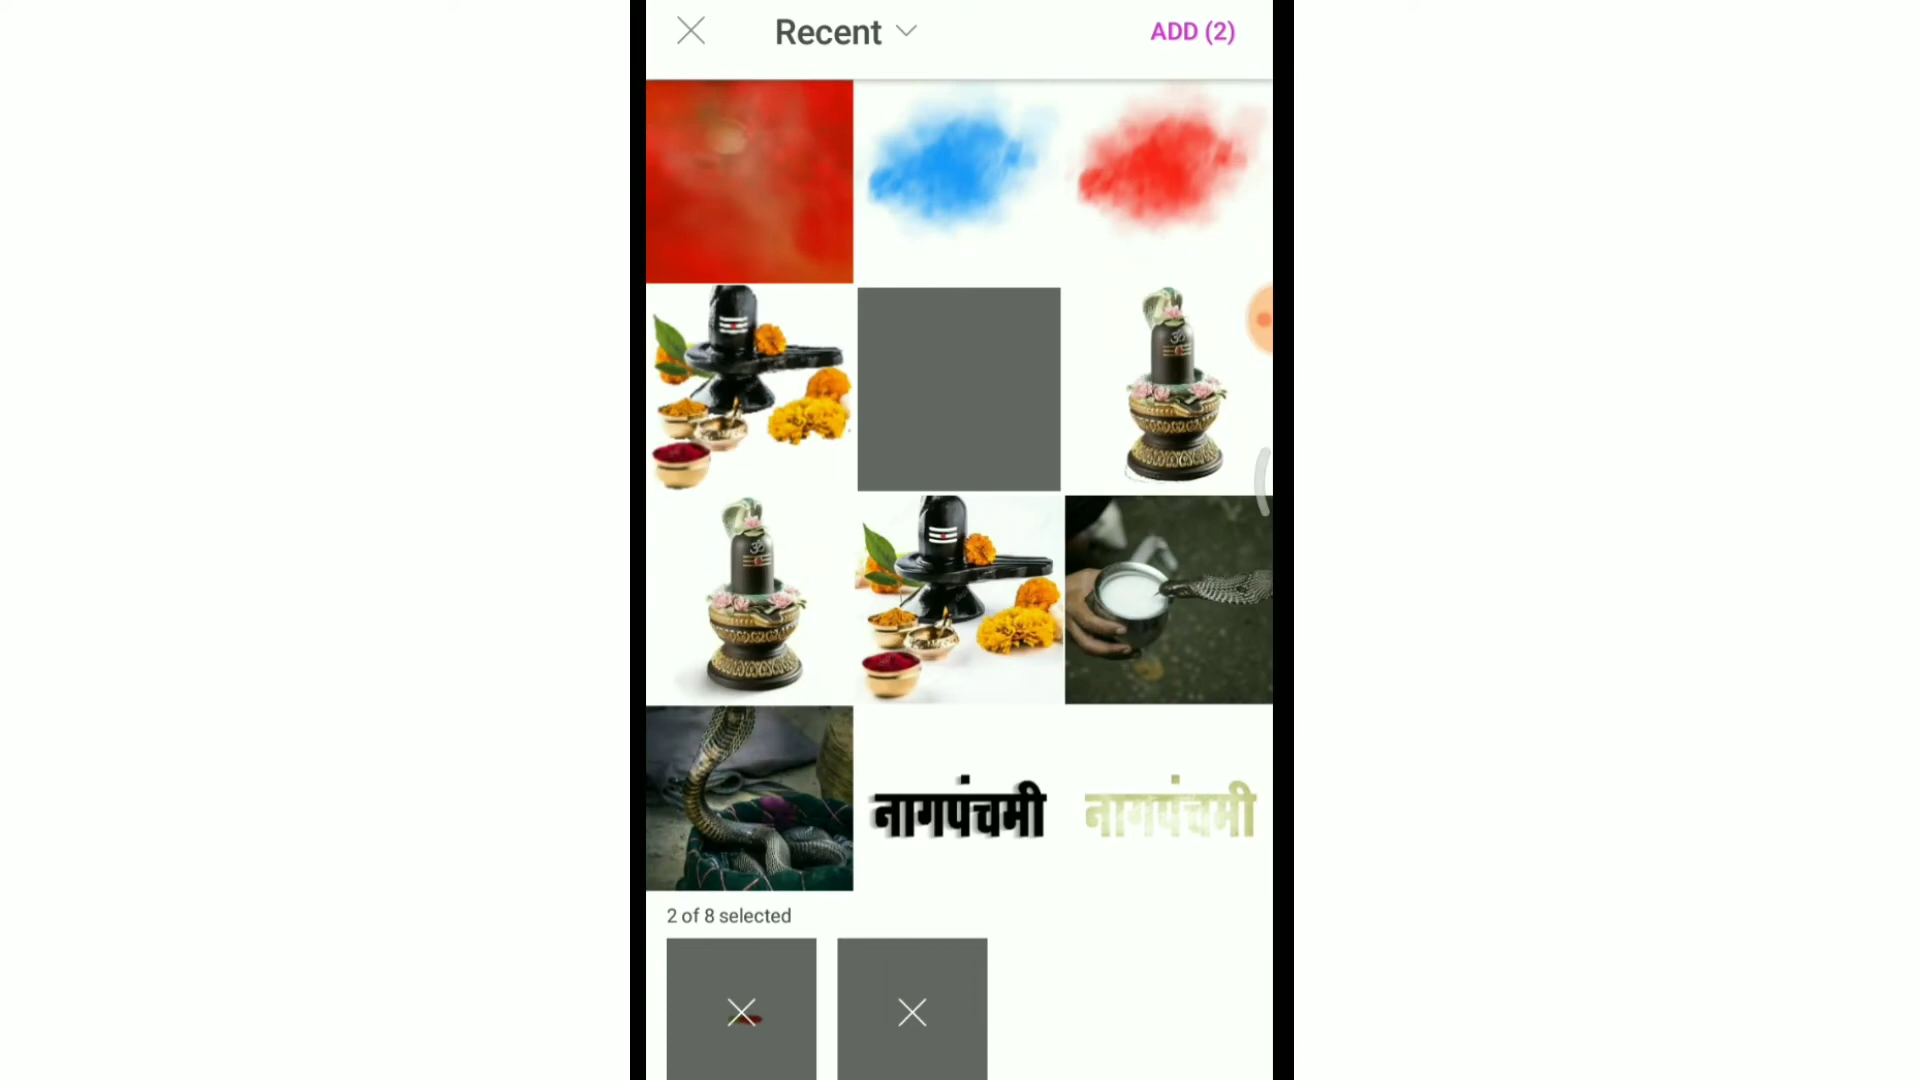 Recent
ADD (2)
ॐ
ॐ
नागपंचमी
नागपंचमी
2 of 8 selected